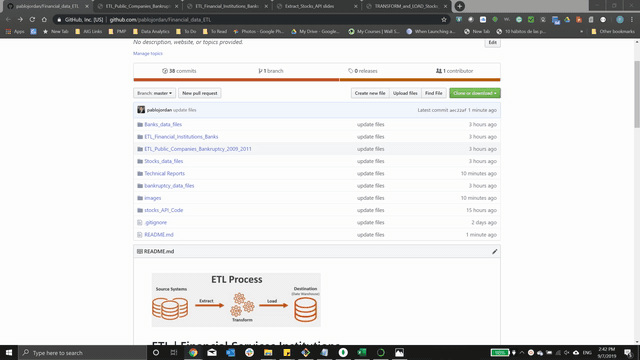 pablojordan/Financial_data_ETL
ETL_Public_Companies_Bankrupt
ETL_Financial_Institutions_Banks
Extract_Stocks_API slides
TRANSFORM_and_LOAD_Stocks
GitHub, Inc. [US] | github.com/pablojordan/Financial_data_ETL
Apps
AIG Links
PMP
Data Analytics
To Read
Photos - Google Ph
My Drive - Google
My Courses | Wall S
When Launching a
10 hábitos de las y
Other bookmarks
No description, website, or topics provided.
Edit
Manage topics
38 commits
1 branch
0 releases
1 contributor
Branch: master
New pull request
Create new file
Upload files
Find File
Clone or download
pablojordan update files
Latest commit
1 minute ago
Banks_data_files
update files
3 hours ago
ETL_Financial_institutions_Banks
update files
3 hours ago
ETL_Public_Companies_Bankruptcy_2009_2011
update files
3 hours ago
Stocks_data_files
update files
3 hours ago
Technical Reports
update files
10 minutes ago
bankruptcy_data_files
update files
3 hours ago
images
update files
10 minutes ago
stocks_API_Code
update files
15 hours ago
.gitignore
update files
2 days ago
README.md
update files
1 minute ago
README.md
ETL Process
Source Systems
Extract
Transform
Load
Destination
(Data Warehouse)
ETL | Financial Services Institutions
Type here to search
ENG
2:42 PM
9/7/2019